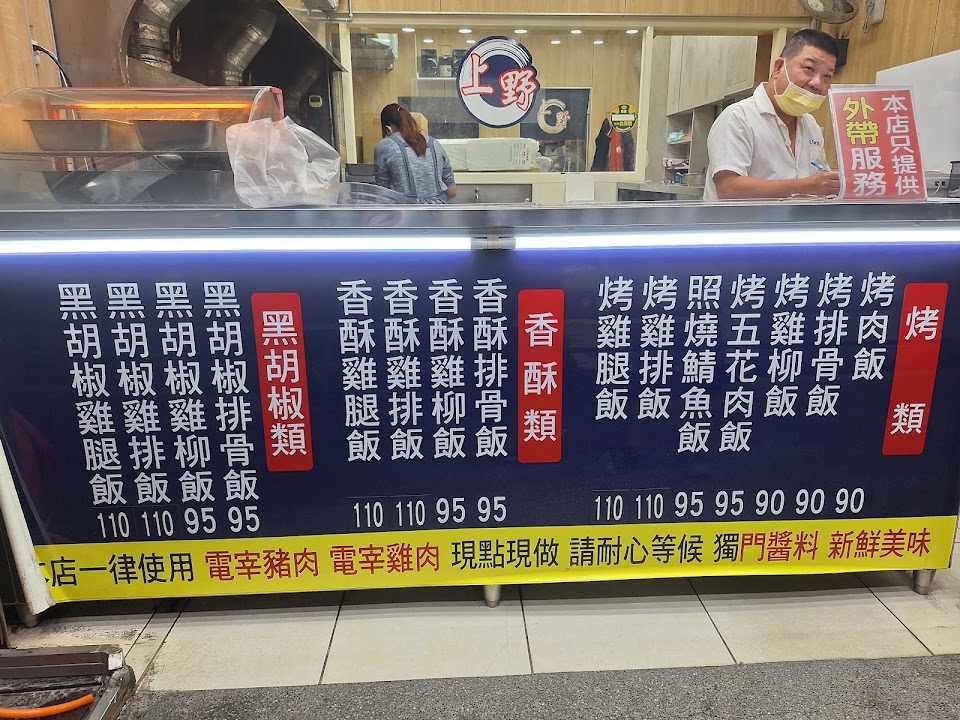 上野
本店只提供
外帶服務
烤類
烤肉飯 90
烤排骨飯 90
烤雞柳飯 90
烤五花肉飯 95
照燒鯖魚飯 95
烤雞排飯 110
烤雞腿飯 110
香酥類
香酥排骨飯 95
香酥雞柳飯 95
香酥雞排飯 110
香酥雞腿飯 110
黑胡椒類
黑胡椒排骨飯 95
黑胡椒雞柳飯 95
黑胡椒雞排飯 110
黑胡椒雞腿飯 110
店一律使用 電宰豬肉 電宰雞肉 現點現做 請耐心等候 獨門醬料 新鮮美味